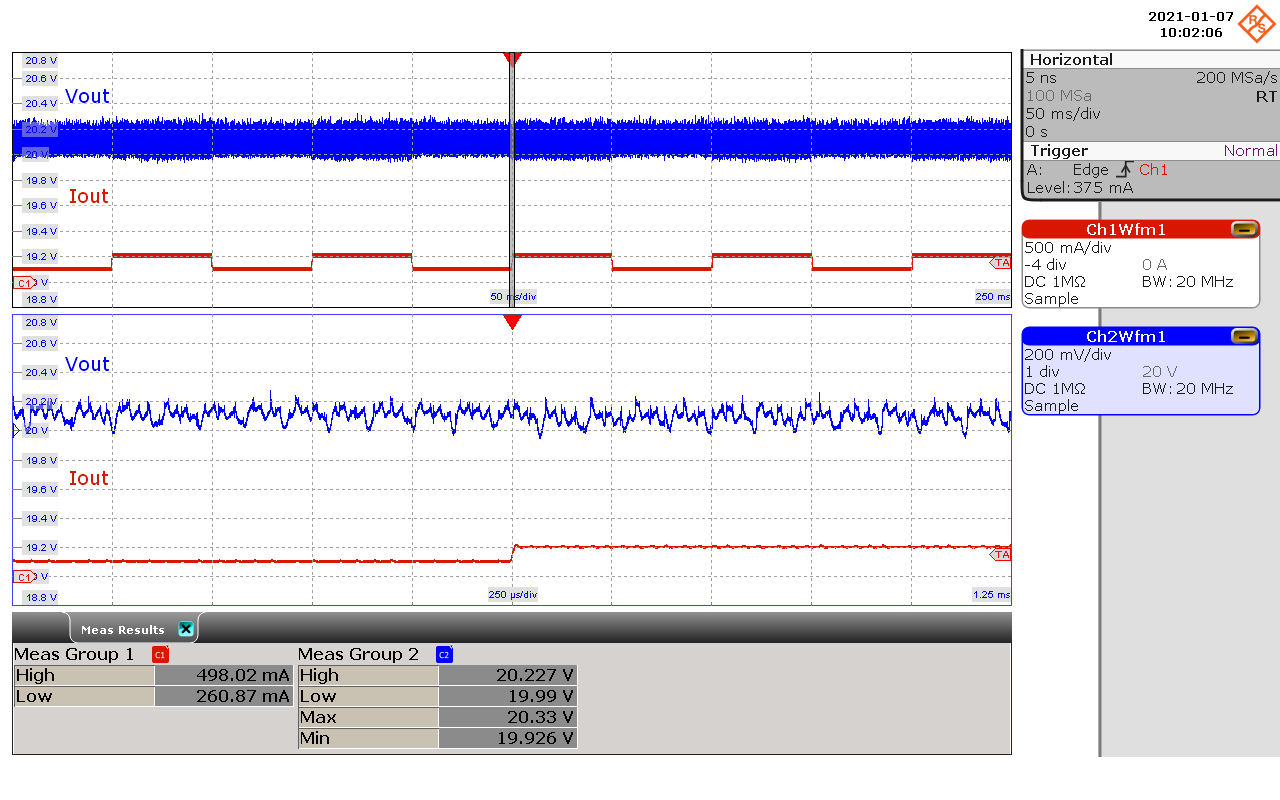 2021-01-07
10:02:06
R S
20.8 V
20.6 V
20.4 V
20.2 V
20 V
19.8 V
19.6 V
19.4 V
19.2 V
C1 V
18.8 V
Vout
Iout
TA
50 ms/div
250 ms
20.8 V
20.6 V
20.4 V
20.2 V
20 V
19.8 V
19.6 V
19.4 V
19.2 V
C1 V
18.8 V
Vout
Iout
TA
250 µs/div
1.25 ms
Horizontal
5 ns 200 MSa/s
100 MSa RT
50 ms/div
0 s
Trigger Normal
A: Edge Ch1
Level: 375 mA
Ch1Wfm1
500 mA/div
-4 div 0 A
DC 1MΩ BW: 20 MHz
Sample
Ch2Wfm1
200 mV/div
1 div 20 V
DC 1MΩ BW: 20 MHz
Sample
Meas Results
Meas Group 1 C1
High 498.02 mA
Low 260.87 mA
Meas Group 2 C2
High 20.227 V
Low 19.99 V
Max 20.33 V
Min 19.926 V